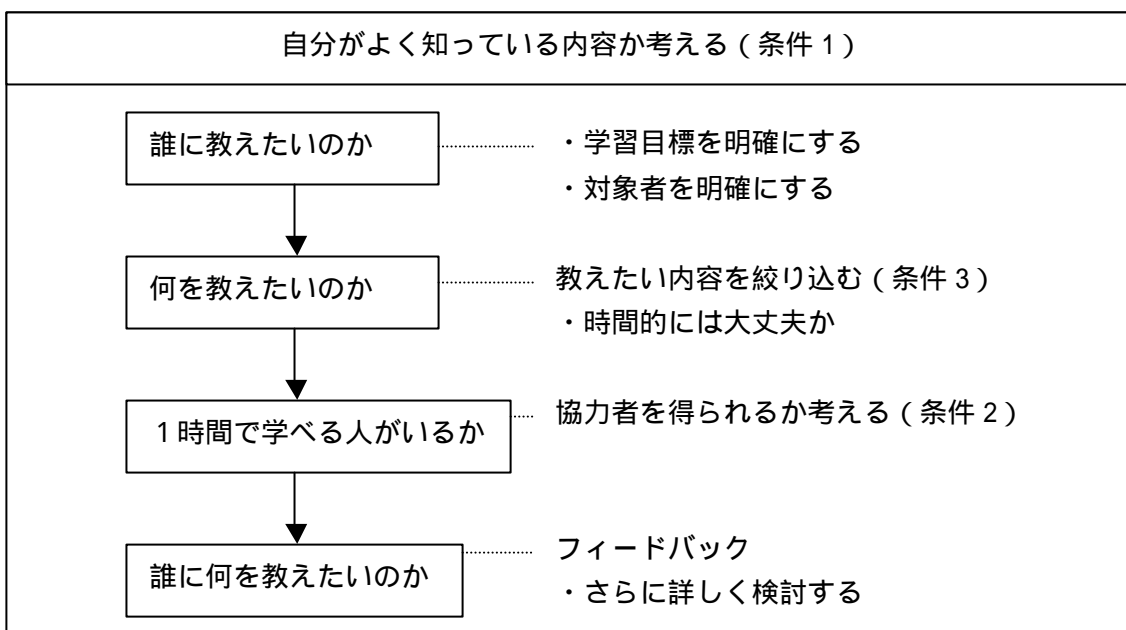 自分がよく知っている内容か考える（条件1）
誰に教えたいのか
・学習目標を明確にする
・対象者を明確にする
何を教えたいのか
教えたい内容を絞り込む（条件3）
・時間的には大丈夫か
1時間で学べる人がいるか
協力者を得られるか考える（条件2）
誰に何を教えたいのか
フィードバック
・さらに詳しく検討する